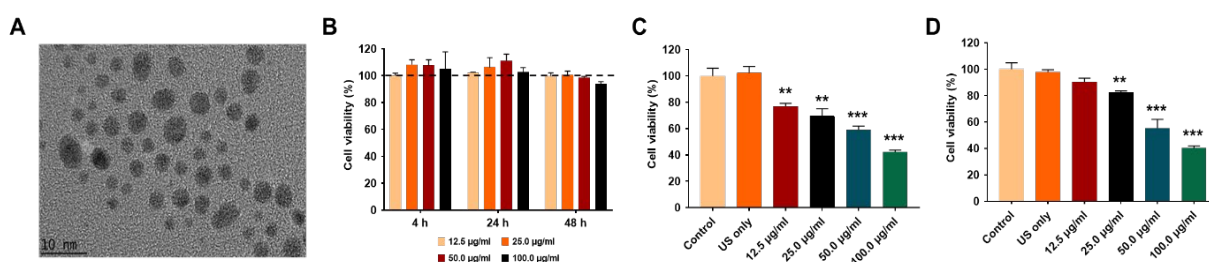 A
10 nm
B
Cell viability (%)
120
100
80
60
40
20
0
4 h
24 h
48 h
12.5 µg/ml
25.0 µg/ml
50.0 µg/ml
100.0 µg/ml
C
Cell viability (%)
120
100
80
60
40
20
0
**
**
***
***
Control
US only
12.5 µg/ml
25.0 µg/ml
50.0 µg/ml
100.0 µg/ml
D
Cell viability (%)
120
100
80
60
40
20
0
**
***
***
Control
US only
12.5 µg/ml
25.0 µg/ml
50.0 µg/ml
100.0 µg/ml